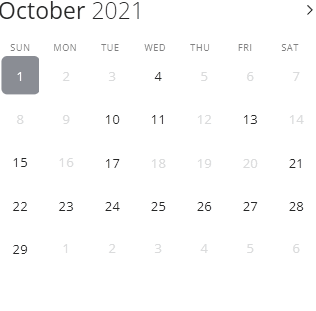 October 2021
SUN MON TUE WED THU FRI SAT
1 2 3 4 5 6 7
8 9 10 11 12 13 14
15 16 17 18 19 20 21
22 23 24 25 26 27 28
29 1 2 3 4 5 6